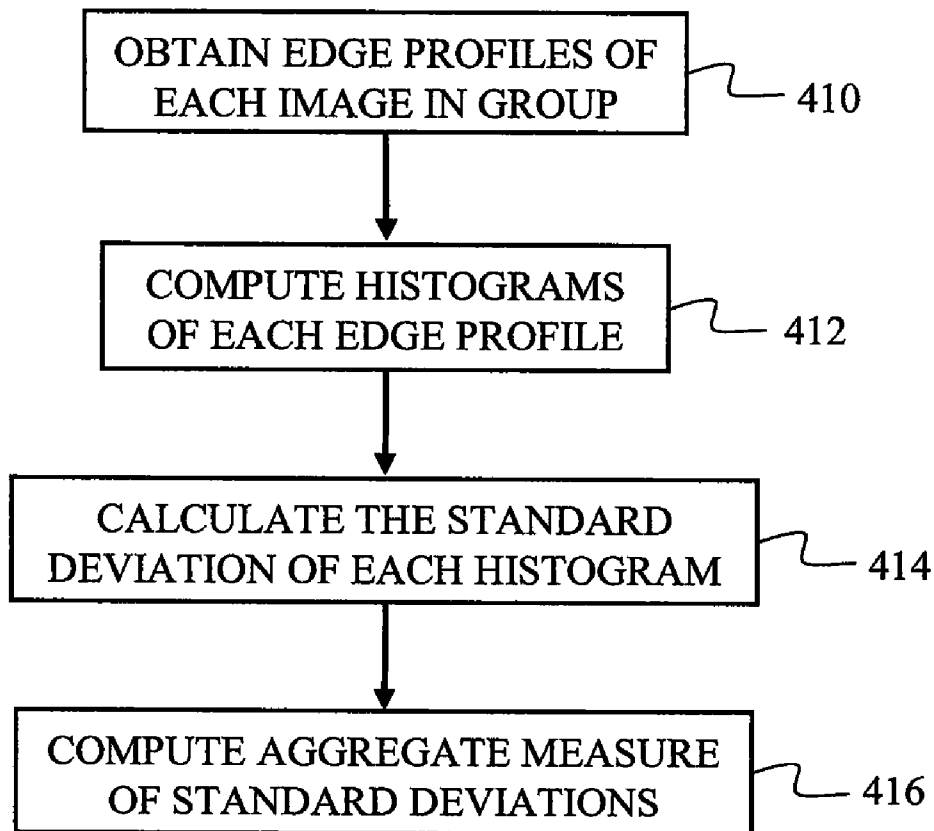 OBTAIN EDGE PROFILES OF
EACH IMAGE IN GROUP
410
COMPUTE HISTOGRAMS
OF EACH EDGE PROFILE
412
CALCULATE THE STANDARD
DEVIATION OF EACH HISTOGRAM
414
COMPUTE AGGREGATE MEASURE
OF STANDARD DEVIATIONS
416